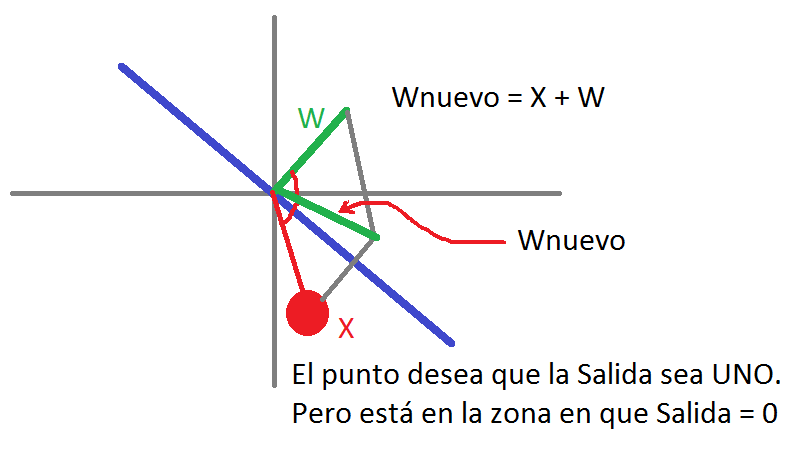 Wnuevo = X + W
W
Wnuevo
X
El punto desea que la Salida sea UNO.
Pero está en la zona en que Salida = 0